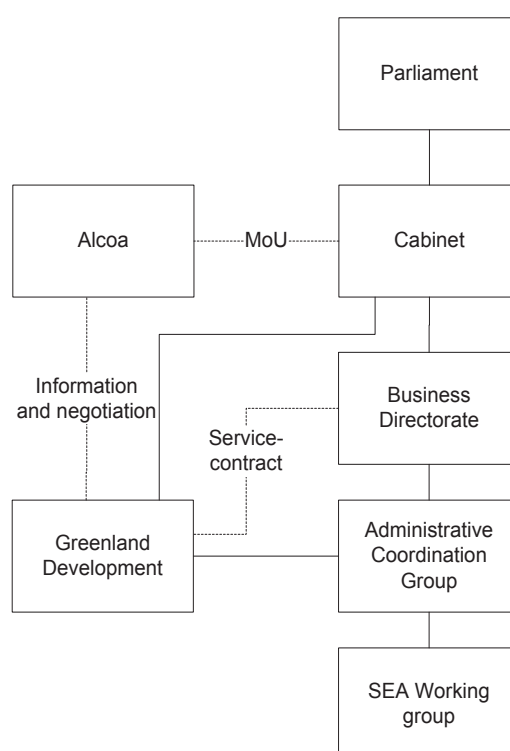 Parliament
Alcoa
MoU
Cabinet
Information
and negotiation
Business
Directorate
Service-
contract
Greenland
Development
Administrative
Coordination
Group
SEA Working
group